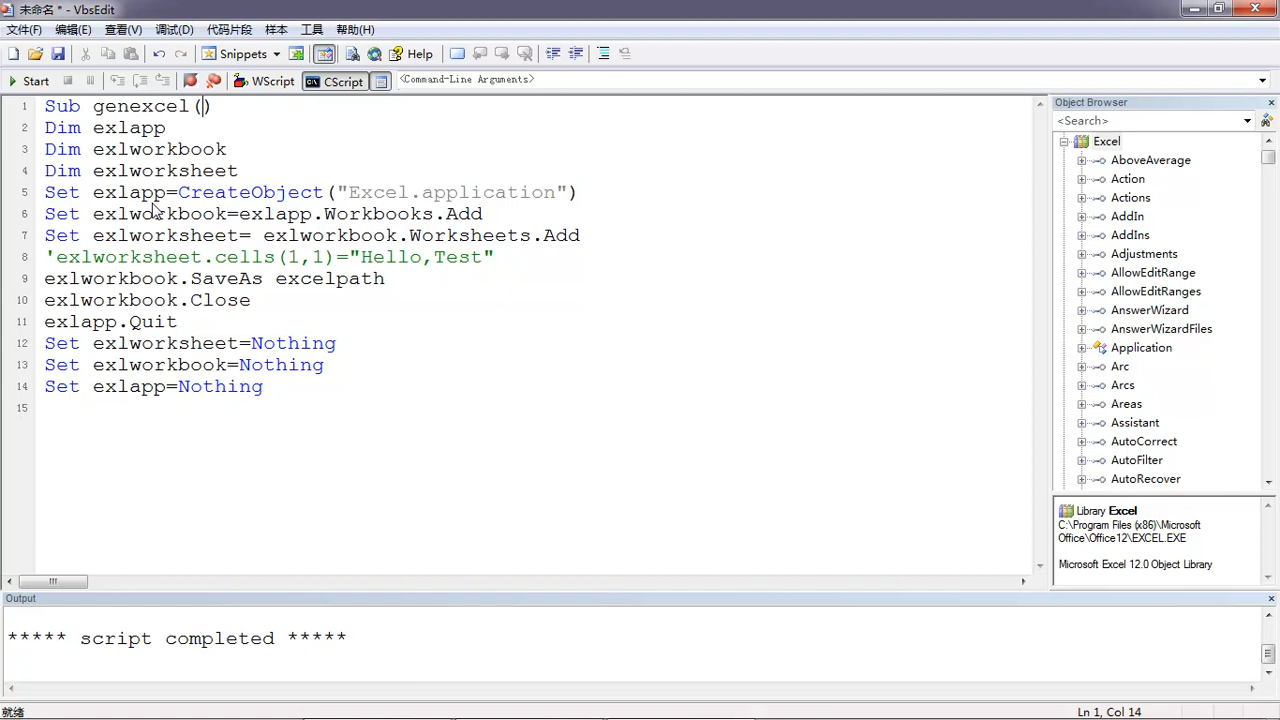 未命名 * - VbsEdit
文件(F) 编辑(E) 查看(V) 调试(D) 代码片段 样本 工具 帮助(H)
Snippets Help
Start WScript CScript <Command-Line Arguments>
1 Sub genexcel()
2 Dim exlapp
3 Dim exlworkbook
4 Dim exlworksheet
5 Set exlapp=CreateObject("Excel.application")
6 Set exlworkbook=exlapp.Workbooks.Add
7 Set exlworksheet= exlworkbook.Worksheets.Add
8 'exlworksheet.cells(1,1)="Hello,Test"
9 exlworkbook.SaveAs excelpath
10 exlworkbook.Close
11 exlapp.Quit
12 Set exlworksheet=Nothing
13 Set exlworkbook=Nothing
14 Set exlapp=Nothing
15
Object Browser
<Search>
Excel
AboveAverage
Action
Actions
AddIn
AddIns
Adjustments
AllowEditRange
AllowEditRanges
AnswerWizard
AnswerWizardFiles
Application
Arc
Arcs
Areas
Assistant
AutoCorrect
AutoFilter
AutoRecover
Library Excel
C:\Program Files (x86)\Microsoft
Office\Office12\EXCEL.EXE
Microsoft Excel 12.0 Object Library
Output
***** script completed *****
就绪 Ln 1, Col 14